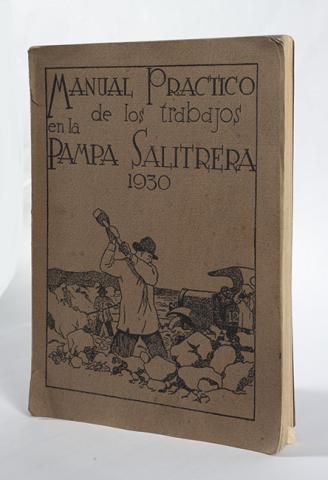 MANUAL PRACTICO
de los trabajos
en la
PAMPA SALITRERA
1930